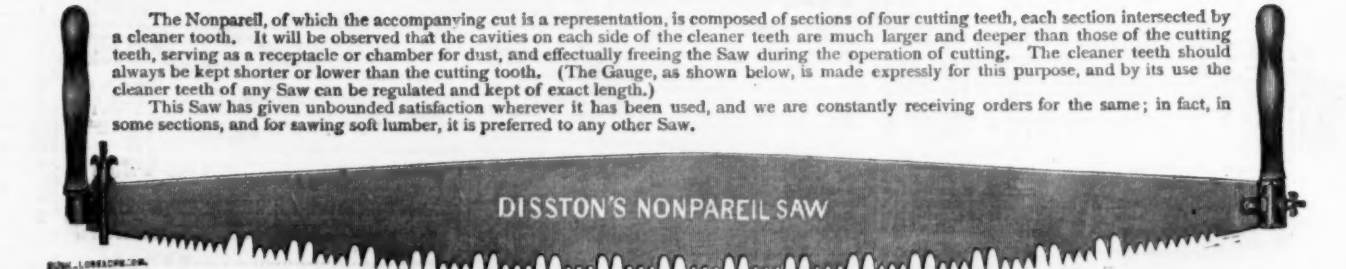 The Nonpareil, of which the accompanying cut is a representation, is composed of sections of four cutting teeth, each section intersected by
a cleaner tooth. It will be observed that the cavities on each side of the cleaner teeth are much larger and deeper than those of the cutting
teeth, serving as a receptacle or chamber for dust, and effectually freeing the Saw during the operation of cutting. The cleaner teeth should
always be kept shorter or lower than the cutting tooth. (The Gauge, as shown below, is made expressly for this purpose, and by its use the
cleaner teeth of any Saw can be regulated and kept of exact length.)
This Saw has given unbounded satisfaction wherever it has been used, and we are constantly receiving orders for the same; in fact, in
some sections, and for sawing soft lumber, it is preferred to any other Saw.
DISSTON'S NONPAREIL SAW